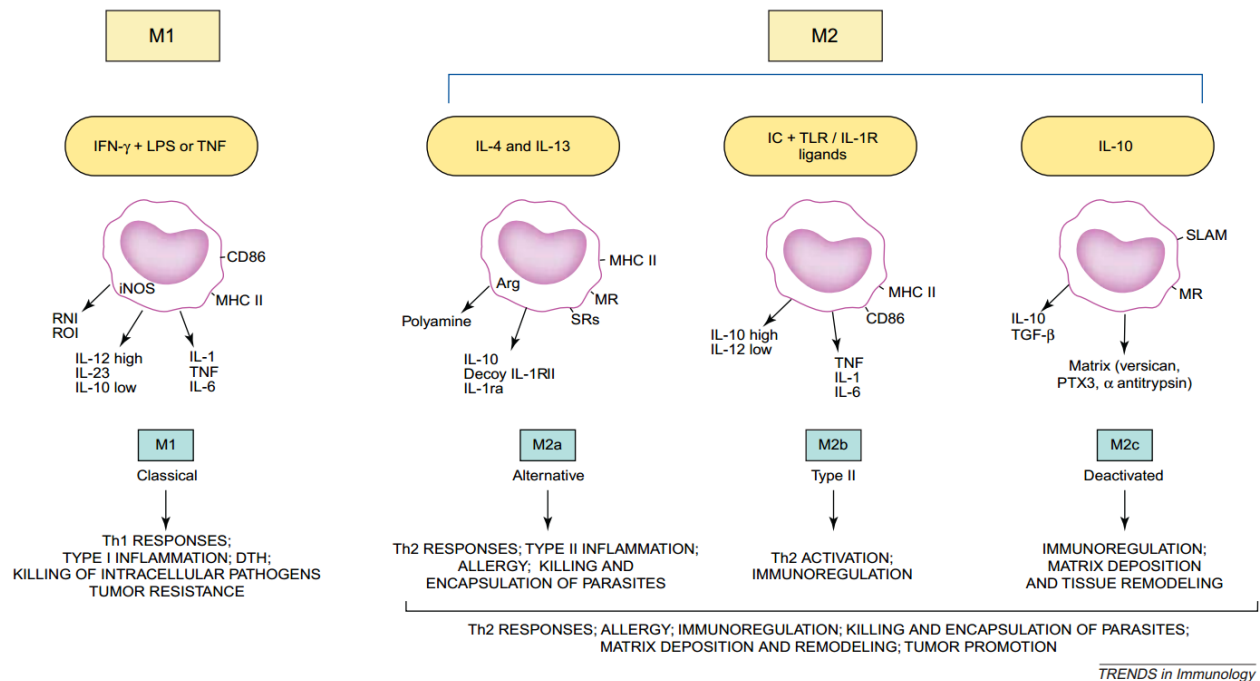 M1
M2
IFN-γ + LPS or TNF
IL-4 and IL-13
IC + TLR / IL-1R
ligands
IL-10
CD86
MHC II
iNOS
RNI
ROI
IL-12 high
IL-23
IL-10 low
IL-1
TNF
IL-6
MHC II
MR
SRs
Arg
Polyamine
IL-10
Decoy IL-1RII
IL-1ra
MHC II
CD86
IL-10 high
IL-12 low
TNF
IL-1
IL-6
SLAM
MR
IL-10
TGF-β
Matrix (versican,
PTX3, α antitrypsin)
M1
Classical
M2a
Alternative
M2b
Type II
M2c
Deactivated
Th1 RESPONSES;
TYPE I INFLAMMATION; DTH;
KILLING OF INTRACELLULAR PATHOGENS
TUMOR RESISTANCE
Th2 RESPONSES; TYPE II INFLAMMATION;
ALLERGY; KILLING AND
ENCAPSULATION OF PARASITES
Th2 ACTIVATION;
IMMUNOREGULATION
IMMUNOREGULATION;
MATRIX DEPOSITION
AND TISSUE REMODELING
Th2 RESPONSES; ALLERGY; IMMUNOREGULATION; KILLING AND ENCAPSULATION OF PARASITES;
MATRIX DEPOSITION AND REMODELING; TUMOR PROMOTION
TRENDS in Immunology